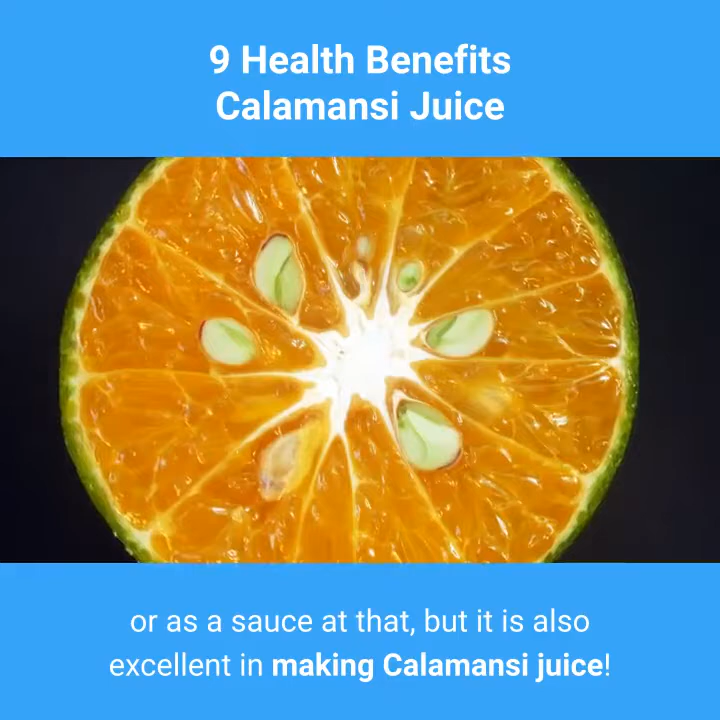 9 Health Benefits
Calamansi Juice
or as a sauce at that, but it is also
excellent in making Calamansi juice!